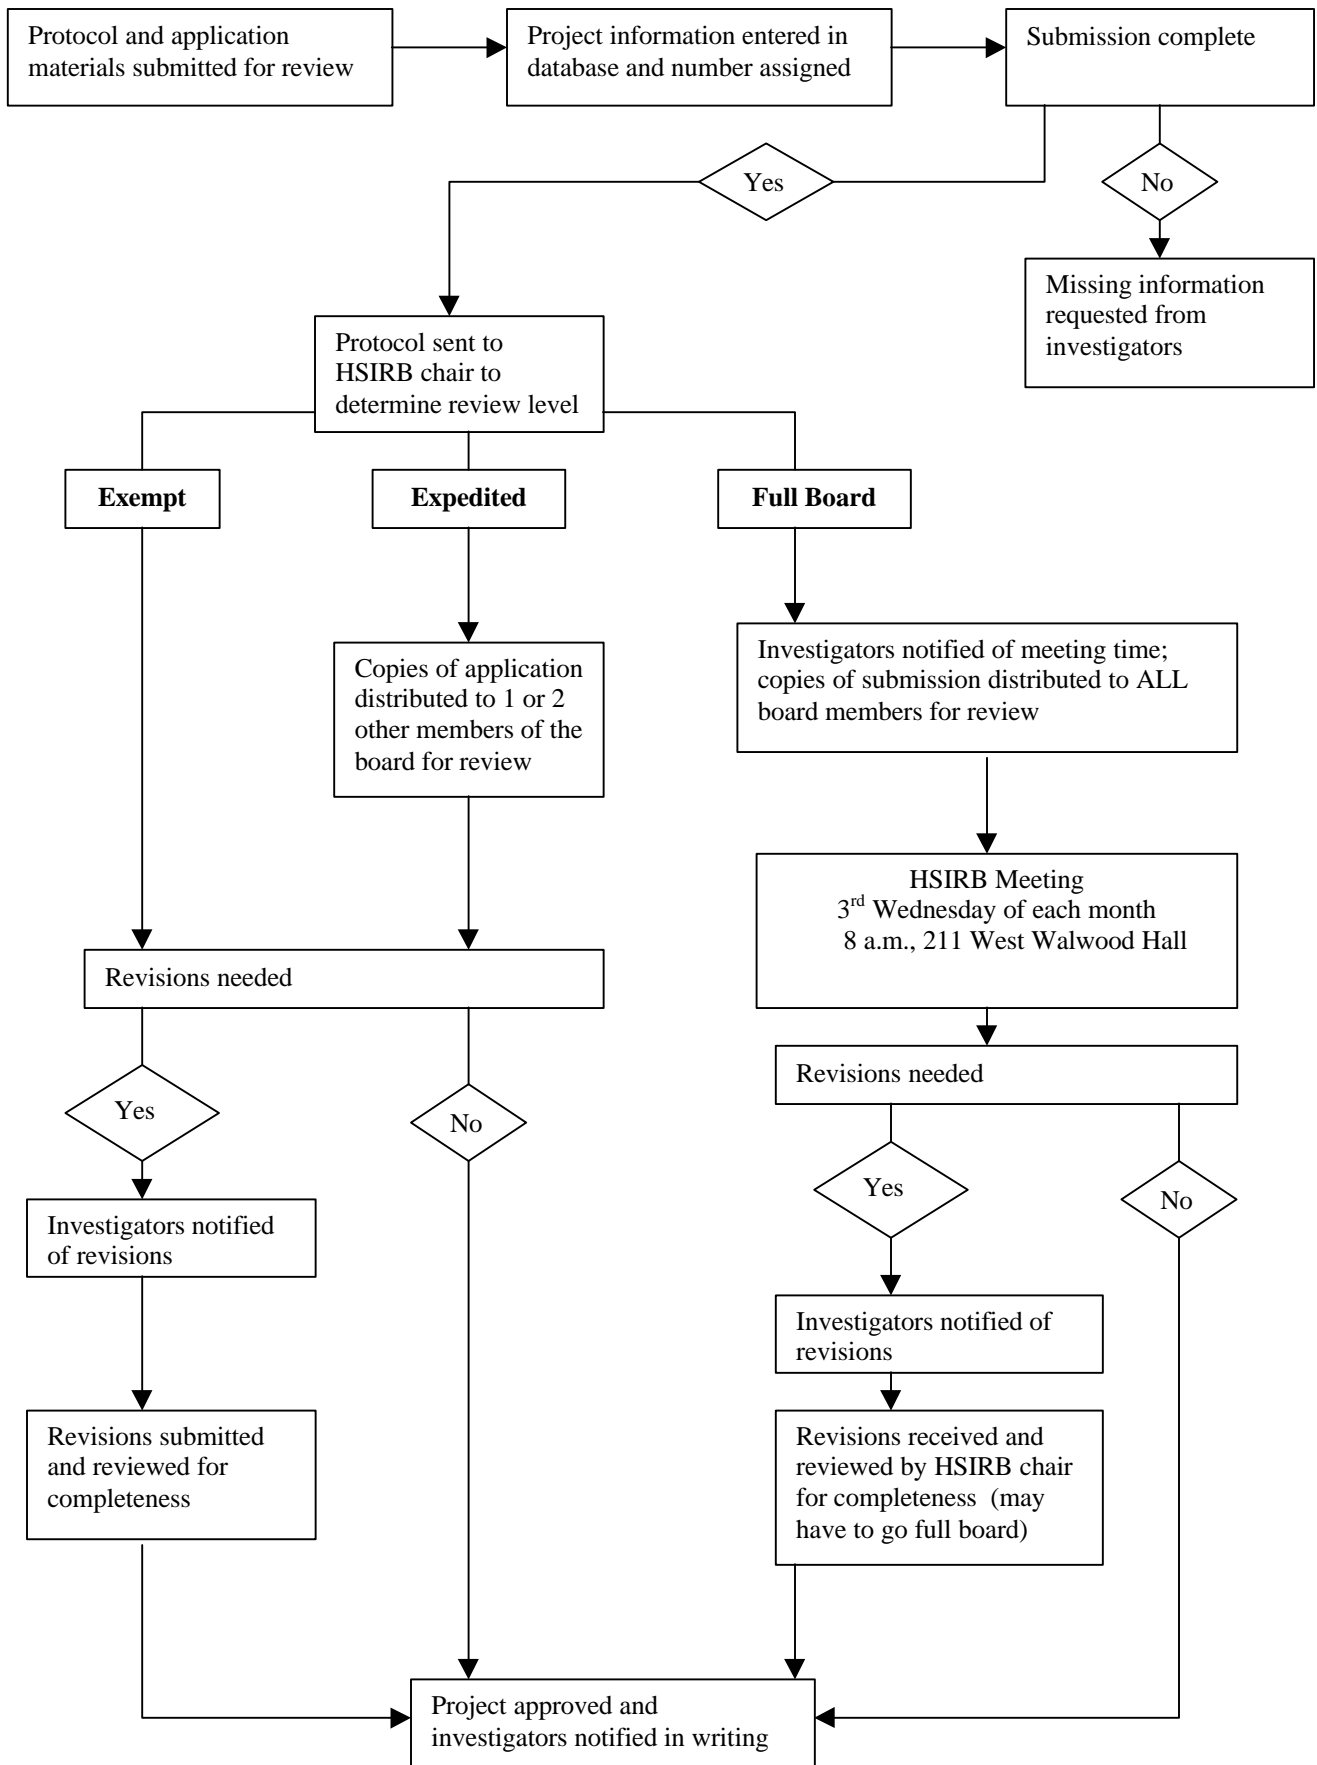 Protocol and application
materials submitted for review
Project information entered in
database and number assigned
Submission complete
Yes
No
Missing information
requested from
investigators
Protocol sent to
HSIRB chair to
determine review level
Exempt
Expedited
Full Board
Copies of application
distributed to 1 or 2
other members of the
board for review
Investigators notified of meeting time;
copies of submission distributed to ALL
board members for review
HSIRB Meeting
3rd Wednesday of each month
8 a.m., 211 West Walwood Hall
Revisions needed
Yes
No
Investigators notified
of revisions
Revisions submitted
and reviewed for
completeness
Revisions needed
Yes
No
Investigators notified of
revisions
Revisions received and
reviewed by HSIRB chair
for completeness (may
have to go full board)
Project approved and
investigators notified in writing